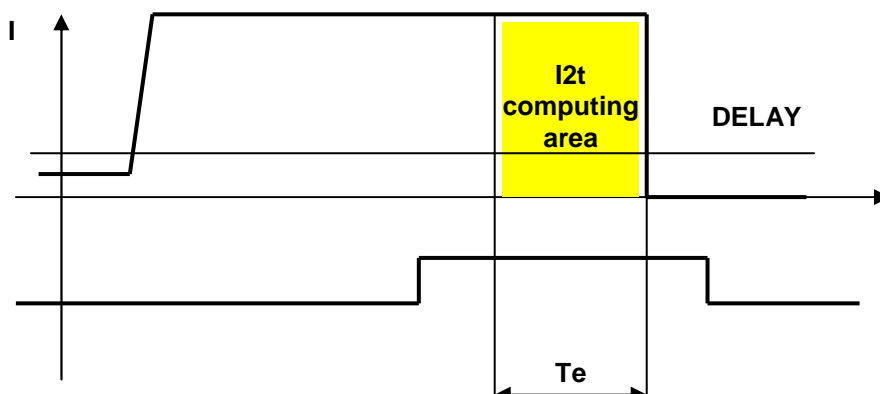 I
I2t
computing
area
DELAY
Te